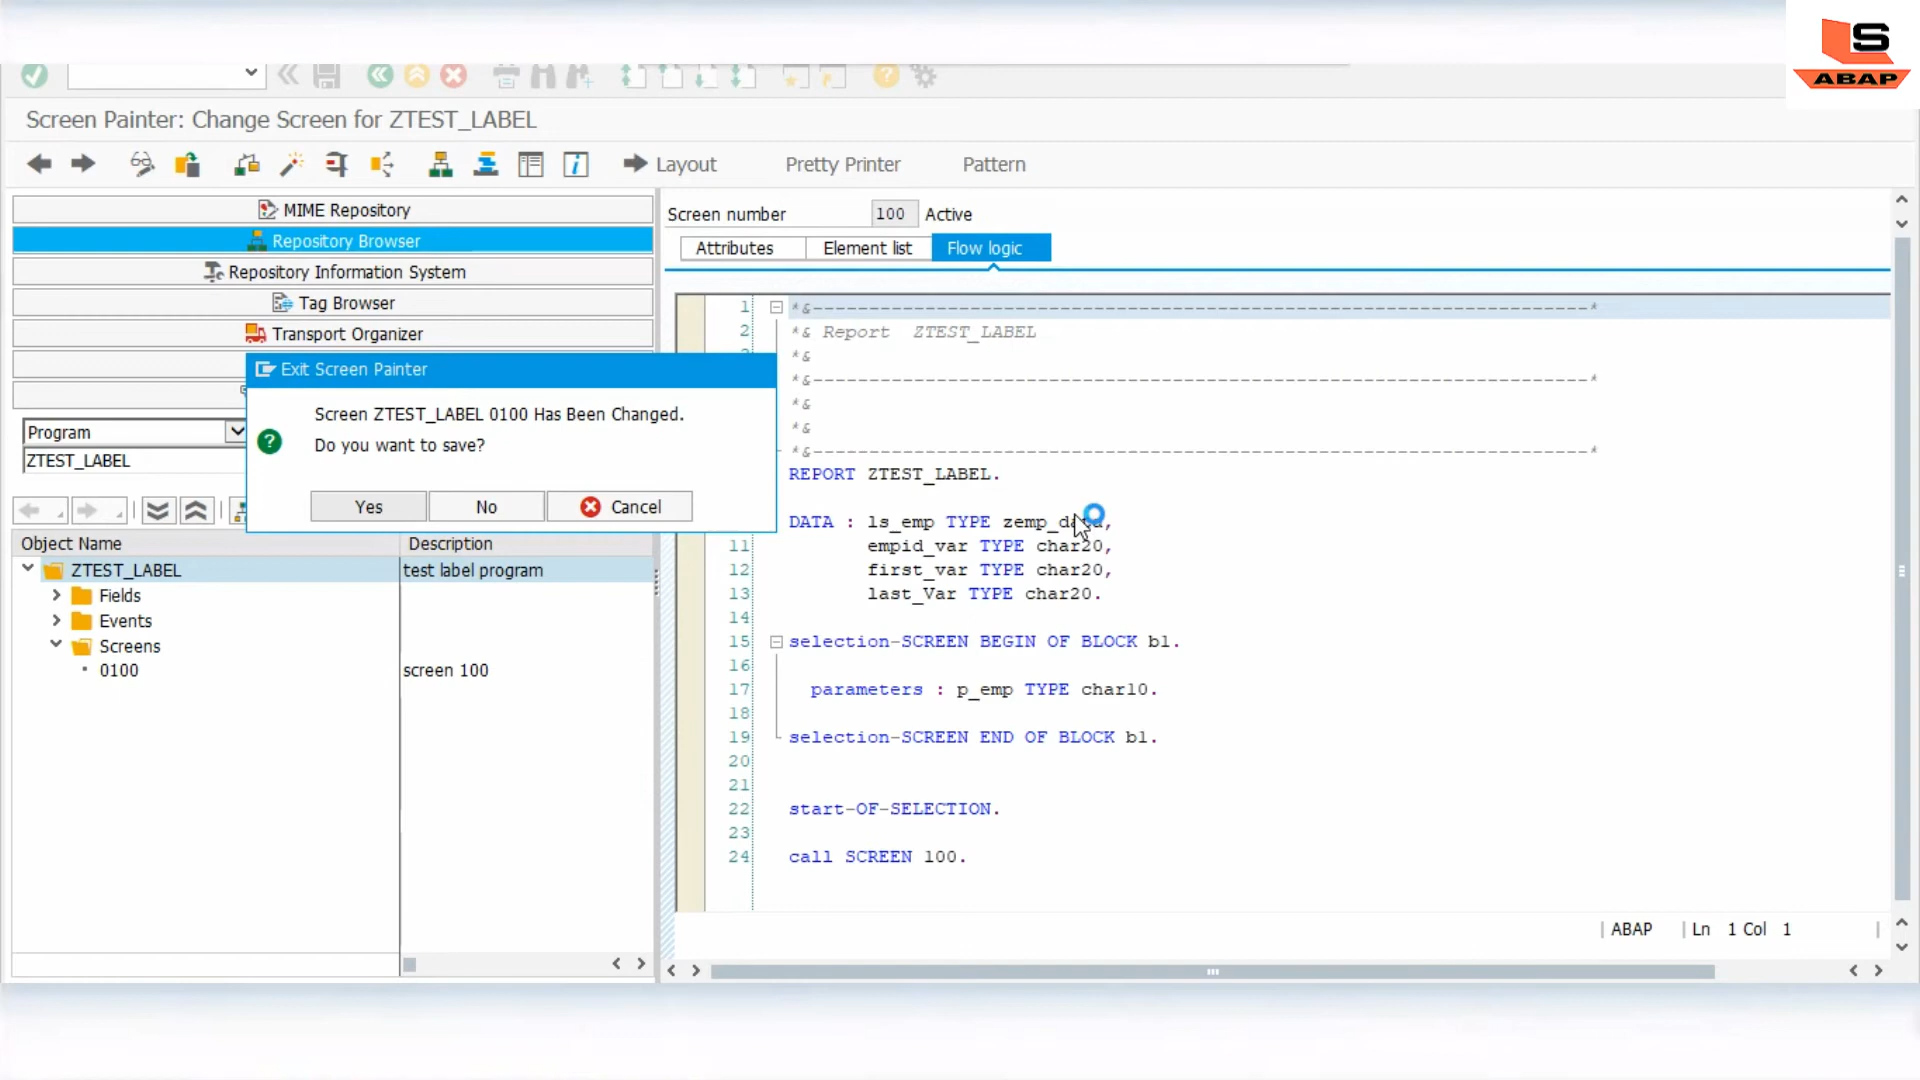 S
ABAP
Screen Painter: Change Screen for ZTEST_LABEL
Layout
Pretty Printer
Pattern
MIME Repository
Repository Browser
Repository Information System
Tag Browser
Transport Organizer
Program
ZTEST_LABEL
Exit Screen Painter
Screen ZTEST_LABEL 0100 Has Been Changed.
Do you want to save?
Yes
No
Cancel
Object Name
Description
ZTEST_LABEL
test label program
Fields
Events
Screens
0100
screen 100
Screen number
100
Active
Attributes
Element list
Flow logic
1 *&---------------------------------------------------------------------*
2 *& Report  ZTEST_LABEL
*&
*&---------------------------------------------------------------------*
*&
*&
*&---------------------------------------------------------------------*
REPORT ZTEST_LABEL.
DATA : ls_emp TYPE
11 empid_var TYPE char20,
12 first_var TYPE char20,
13 last_Var TYPE char20.
14
15 selection-SCREEN BEGIN OF BLOCK b1.
16
17 parameters : p_emp TYPE char10.
18
19 selection-SCREEN END OF BLOCK b1.
20
21
22 start-OF-SELECTION.
23
24 call SCREEN 100.
ABAP
Ln 1 Col 1